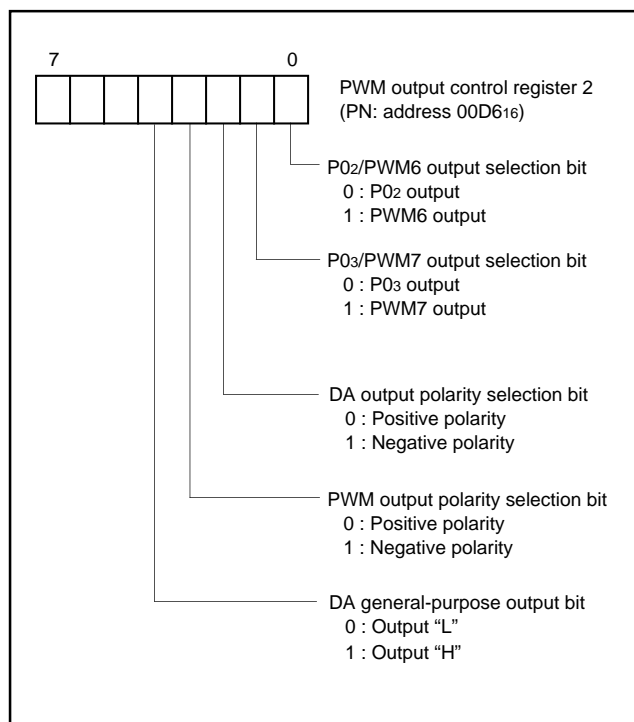 7 0
PWM output control register 2
(PN: address 00D616)
P02/PWM6 output selection bit
0 : P02 output
1 : PWM6 output
P03/PWM7 output selection bit
0 : P03 output
1 : PWM7 output
DA output polarity selection bit
0 : Positive polarity
1 : Negative polarity
PWM output polarity selection bit
0 : Positive polarity
1 : Negative polarity
DA general-purpose output bit
0 : Output “L”
1 : Output “H”